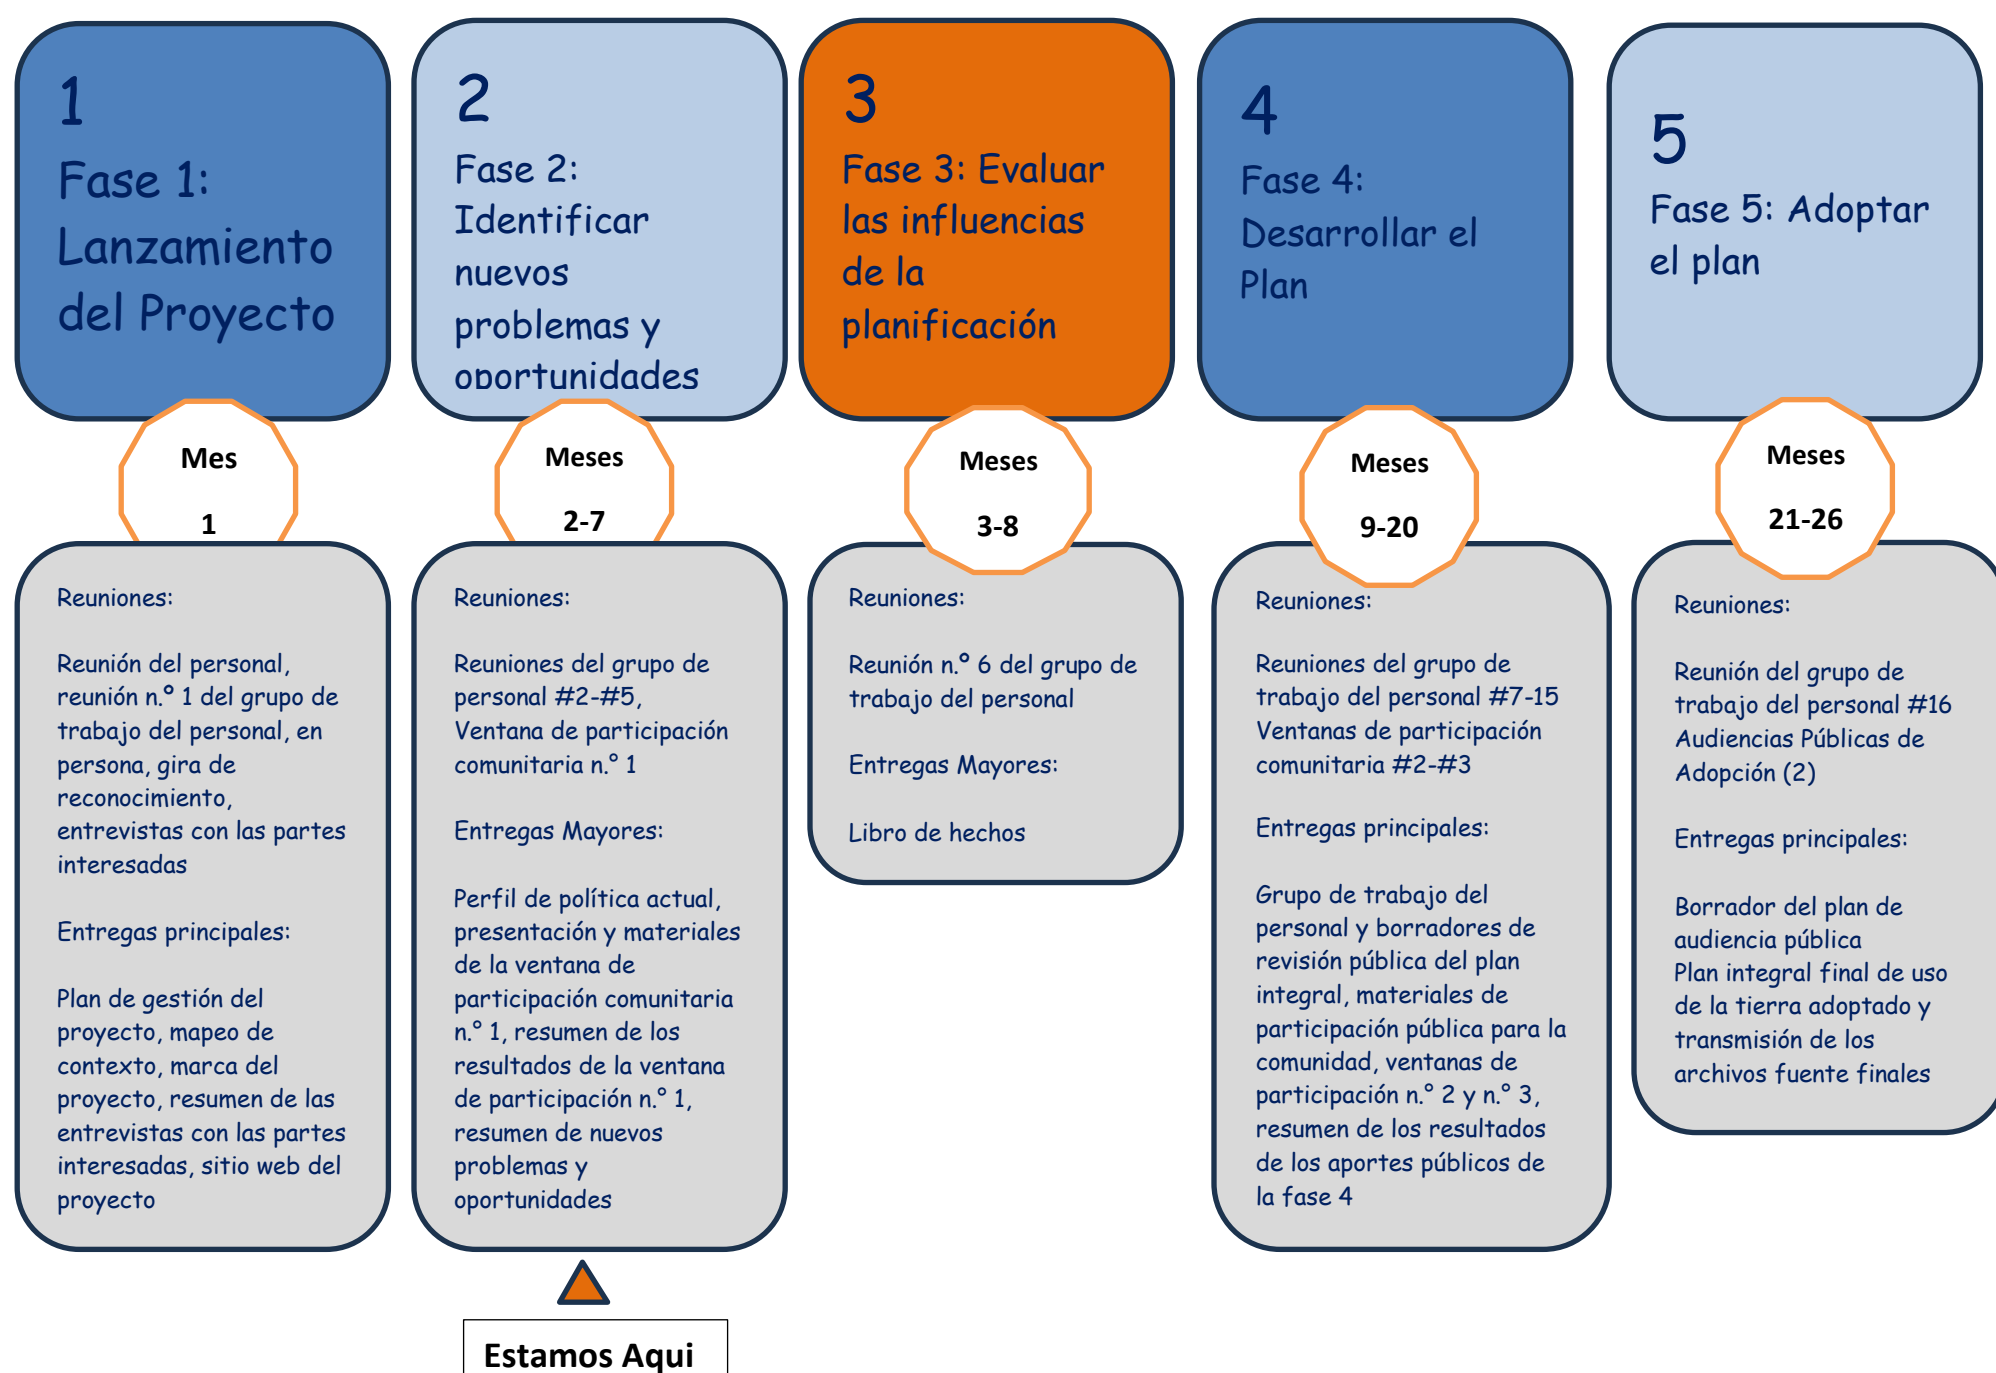 1
Fase 1:
Lanzamiento
del Proyecto
2
Fase 2:
Identificar
nuevos
problemas y
oportunidades
3
Fase 3: Evaluar
las influencias
de la
planificación
4
Fase 4:
Desarrollar el
Plan
5
Fase 5: Adoptar
el plan
Mes
1
Meses
2-7
Meses
3-8
Meses
9-20
Meses
21-26
Reuniones:
Reunión del personal,
reunión n.º 1 del grupo de
trabajo del personal, en
persona, gira de
reconocimiento,
entrevistas con las partes
interesadas
Entregas principales:
Plan de gestión del
proyecto, mapeo de
contexto, marca del
proyecto, resumen de las
entrevistas con las partes
interesadas, sitio web del
proyecto
Reuniones:
Reuniones del grupo de
personal #2-#5,
Ventana de participación
comunitaria n.° 1
Entregas Mayores:
Perfil de política actual,
presentación y materiales
de la ventana de
participación comunitaria
n.° 1, resumen de los
resultados de la ventana
de participación n.° 1,
resumen de nuevos
problemas y
oportunidades
Reuniones:
Reunión n.º 6 del grupo de
trabajo del personal
Entregas Mayores:
Libro de hechos
Reuniones:
Reuniones del grupo de
trabajo del personal #7-15
Ventanas de participación
comunitaria #2-#3
Entregas principales:
Grupo de trabajo del
personal y borradores de
revisión pública del plan
integral, materiales de
participación pública para la
comunidad, ventanas de
participación n.° 2 y n.° 3,
resumen de los resultados
de los aportes públicos de
la fase 4
Reuniones:
Reunión del grupo de
trabajo del personal #16
Audiencias Públicas de
Adopción (2)
Entregas principales:
Borrador del plan de
audiencia pública
Plan integral final de uso
de la tierra adoptado y
transmisión de los
archivos fuente finales
Estamos Aqui